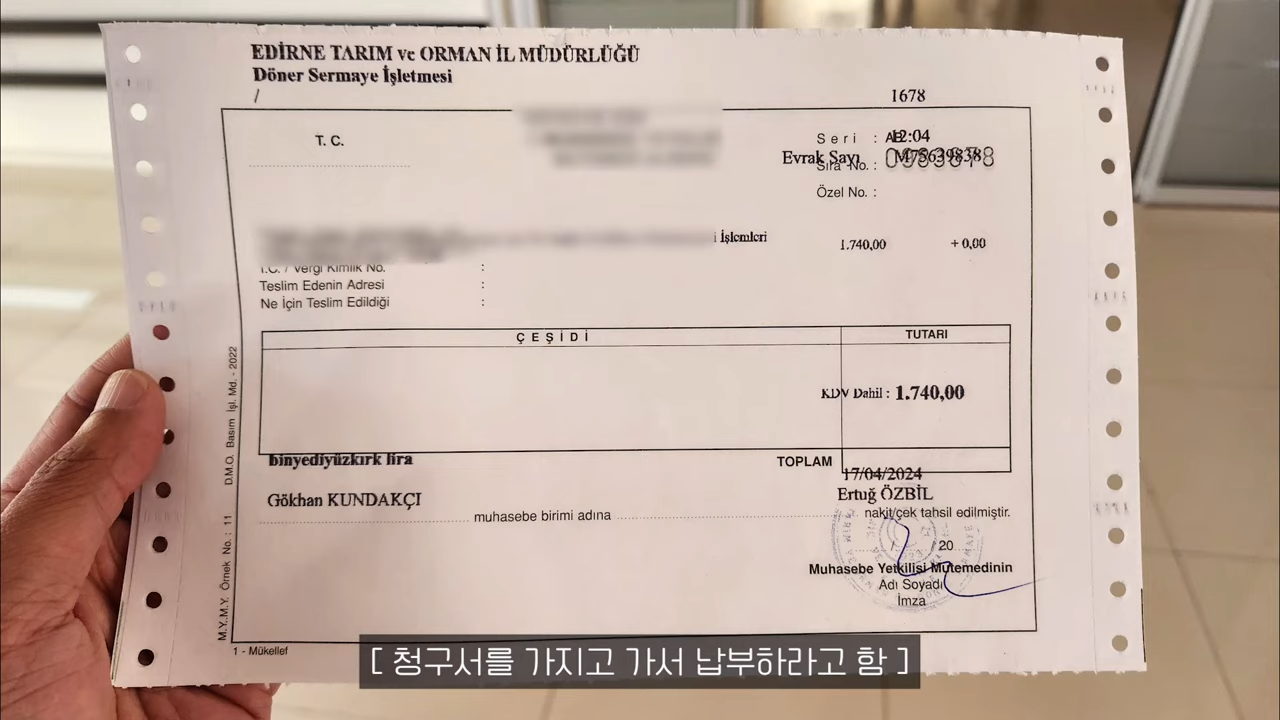 EDİRNE TARIM ve ORMAN İL MÜDÜRLÜĞÜ
Döner Sermaye İşletmesi
/
1678
T. C.
Seri : AB
12:04
Evrak Sayı
Sıra No. :
Özel No. :
i İşlemleri 1.740,00 + 0,00
T.C. / Vergi Kimlik No. :
Teslim Edenin Adresi :
Ne İçin Teslim Edildiği :
ÇEŞİDİ TUTARI
KDV Dahil : 1.740,00
binyediyüzkırk lira
TOPLAM
17/04/2024
Gökhan KUNDAKÇI
Ertuğ ÖZBİL
muhasebe birimi adına nakit/çek tahsil edilmiştir.
/ 20
Muhasebe Yetkilisi Mutemedinin
Adı Soyadı
İmza
M.Y.M.Y. Örnek No. : 11 D.M.O. Basım İşl. Md. - 2022
1 - Mükellef
[ 청구서를 가지고 가서 납부하라고 함 ]